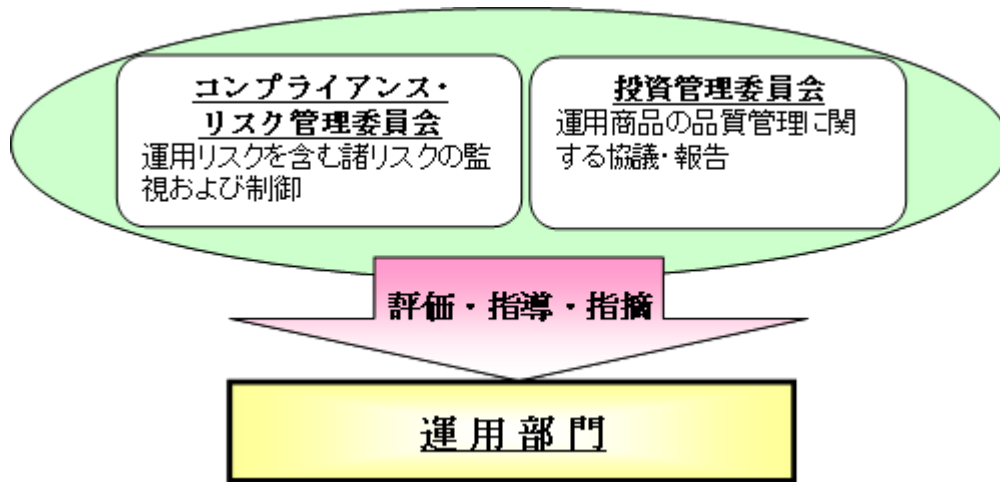 コンプライアンス・
リスク管理委員会
運用リスクを含む諸リスクの監
視および制御
投資管理委員会
運用商品の品質管理に関
する協議・報告
評価・指導・指摘
運用部門